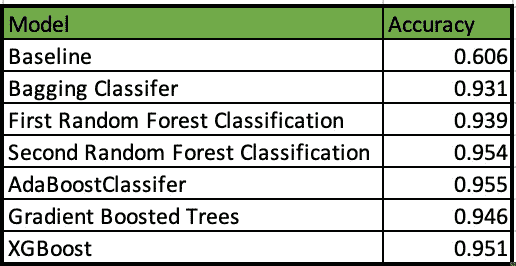 Model Accuracy
Baseline 0.606
Bagging Classifer 0.931
First Random Forest Classification 0.939
Second Random Forest Classification 0.954
AdaBoostClassifer 0.955
Gradient Boosted Trees 0.946
XGBoost 0.951